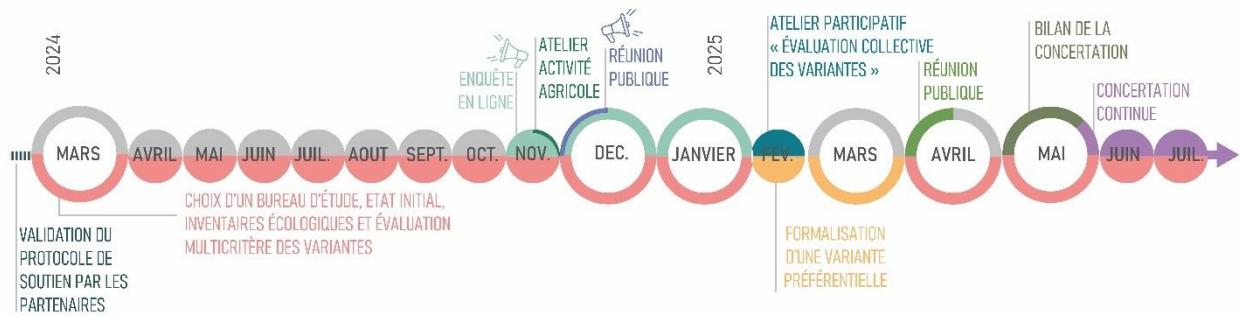 2024
ENQUÊTE
EN LIGNE
ATELIER
ACTIVITÉ
AGRICOLE
RÉUNION
PUBLIQUE
2025
ATELIER PARTICIPATIF
« ÉVALUATION COLLECTIVE
DES VARIANTES »
RÉUNION
PUBLIQUE
BILAN DE LA
CONCERTATION
CONCERTATION
CONTINUE
MARS
AVRIL
MAI
JUIN
JUIL.
AOUT
SEPT.
OCT.
NOV.
DEC.
JANVIER
FÉV.
MARS
AVRIL
MAI
JUIN
JUIL.
VALIDATION DU
PROTOCOLE DE
SOUTIEN PAR LES
PARTENAIRES
CHOIX D'UN BUREAU D'ÉTUDE, ETAT INITIAL,
INVENTAIRES ÉCOLOGIQUES ET ÉVALUATION
MULTICRITÈRE DES VARIANTES
FORMALISATION
D'UNE VARIANTE
PRÉFÉRENTIELLE